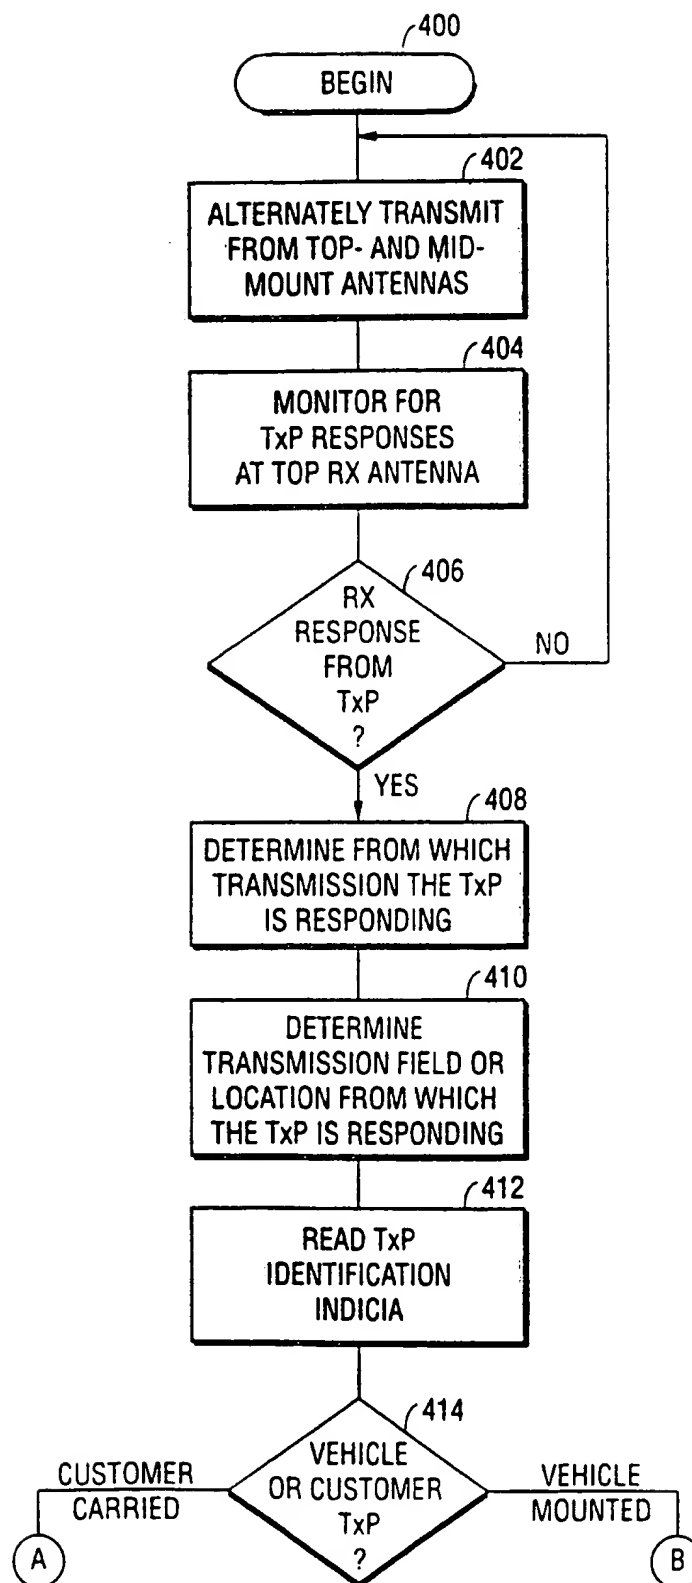 400
BEGIN
402
ALTERNATELY TRANSMIT
FROM TOP- AND MID-
MOUNT ANTENNAS
404
MONITOR FOR
TxP RESPONSES
AT TOP RX ANTENNA
406
RX
RESPONSE
FROM
TxP
?
NO
YES
408
DETERMINE FROM WHICH
TRANSMISSION THE TxP
IS RESPONDING
410
DETERMINE
TRANSMISSION FIELD OR
LOCATION FROM WHICH
THE TxP IS RESPONDING
412
READ TxP
IDENTIFICATION
INDICIA
414
VEHICLE
OR CUSTOMER
TxP
?
CUSTOMER
CARRIED
VEHICLE
MOUNTED
A
B